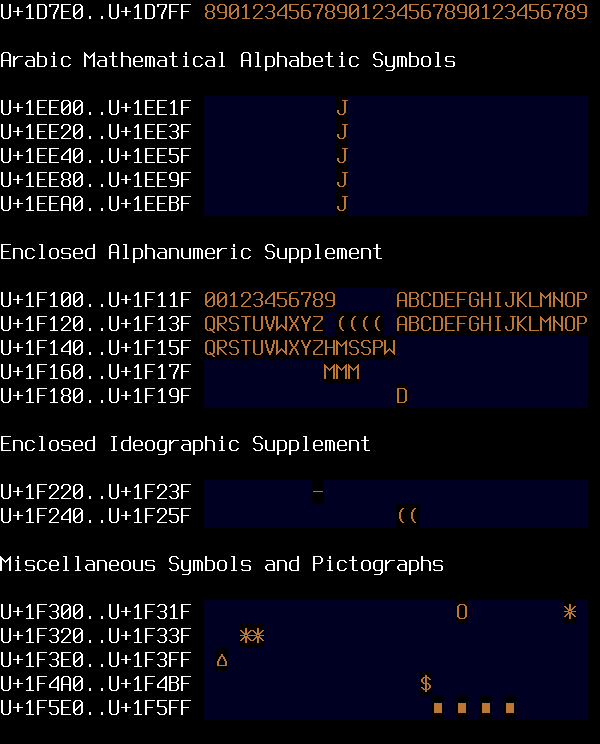 U+1D7E0..U+1D7FF 89012345678901234567890123456789
Arabic Mathematical Alphabetic Symbols
U+1EE00..U+1EE1F J
U+1EE20..U+1EE3F J
U+1EE40..U+1EE5F J
U+1EE80..U+1EE9F J
U+1EEA0..U+1EEBF J
Enclosed Alphanumeric Supplement
U+1F100..U+1F11F 00123456789 ABCDEFGHIJKLMNOP
U+1F120..U+1F13F QRSTUVWXYZ (((( ABCDEFGHIJKLMNOP
U+1F140..U+1F15F QRSTUVWXYZHMSSPW
U+1F160..U+1F17F MMM
U+1F180..U+1F19F D
Enclosed Ideographic Supplement
U+1F220..U+1F23F −
U+1F240..U+1F25F ((
Miscellaneous Symbols and Pictographs
U+1F300..U+1F31F O *
U+1F320..U+1F33F **
U+1F3E0..U+1F3FF Δ
U+1F4A0..U+1F4BF $
U+1F5E0..U+1F5FF ■ ■ ■ ■